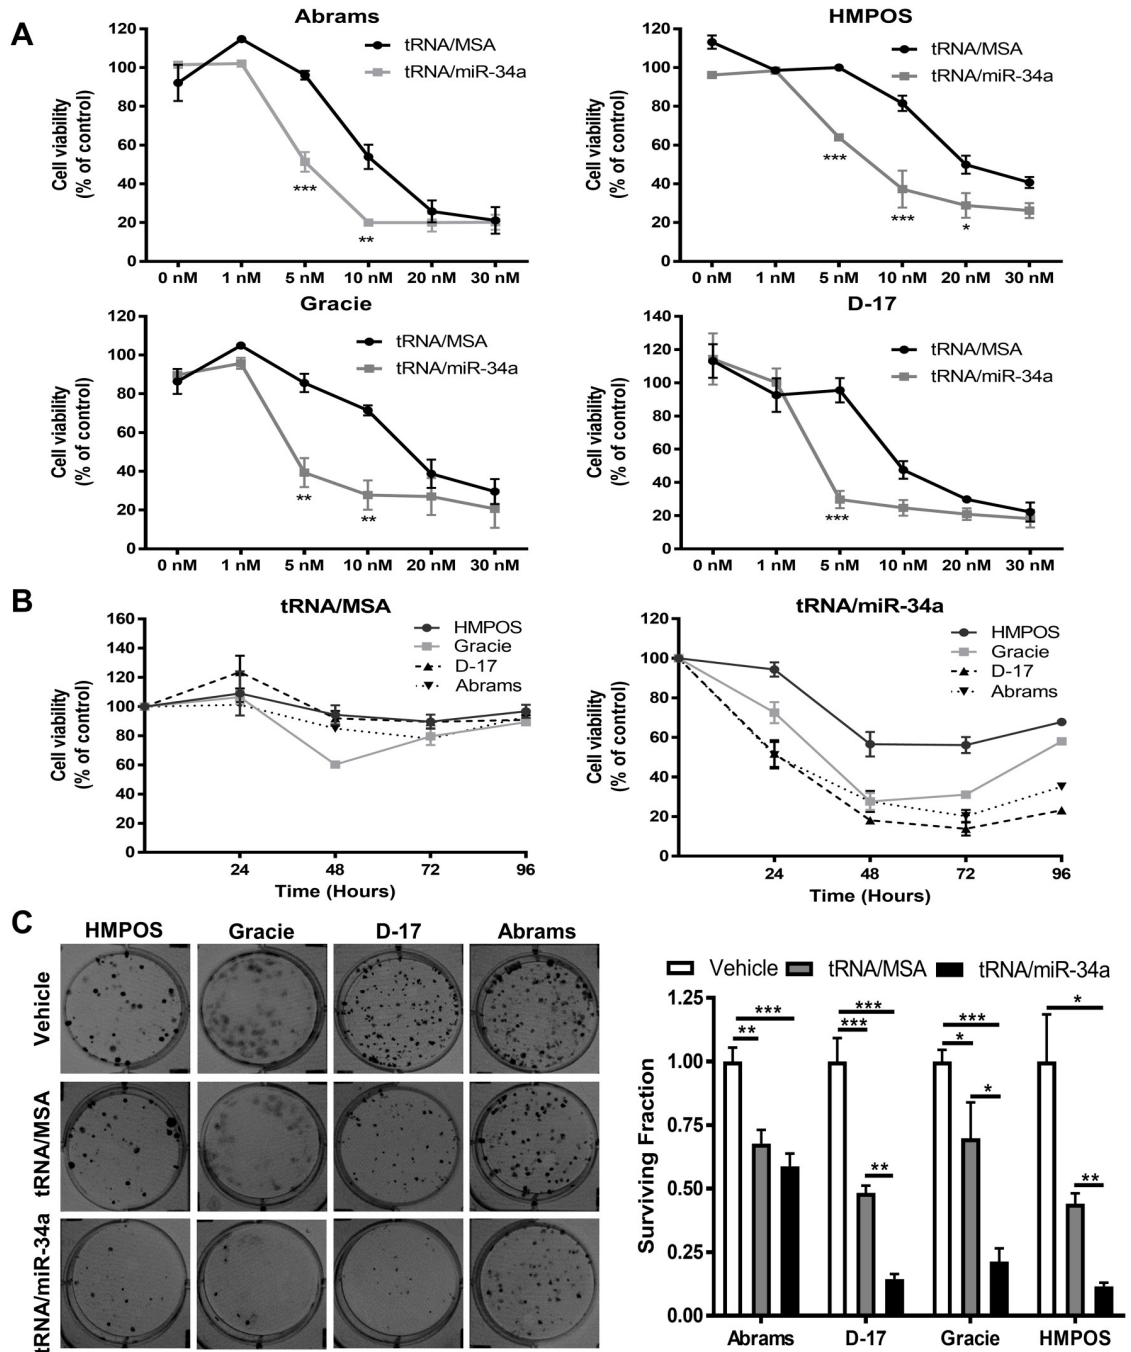 A
Abrams
Cell viability
(% of control)
120
100
80
60
40
20
0
tRNA/MSA
tRNA/miR-34a
***
**
0 nM 1 nM 5 nM 10 nM 20 nM 30 nM
HMPOS
Cell viability
(% of control)
120
100
80
60
40
20
0
tRNA/MSA
tRNA/miR-34a
***
***
*
0 nM 1 nM 5 nM 10 nM 20 nM 30 nM
Gracie
Cell viability
(% of control)
120
100
80
60
40
20
0
tRNA/MSA
tRNA/miR-34a
**
**
0 nM 1 nM 5 nM 10 nM 20 nM 30 nM
D-17
Cell viability
(% of control)
140
120
100
80
60
40
20
0
tRNA/MSA
tRNA/miR-34a
***
0 nM 1 nM 5 nM 10 nM 20 nM 30 nM
B
tRNA/MSA
Cell viability
(% of control)
160
140
120
100
80
60
40
20
0
HMPOS
Gracie
D-17
Abrams
24 48 72 96
Time (Hours)
tRNA/miR-34a
Cell viability
(% of control)
120
100
80
60
40
20
0
HMPOS
Gracie
D-17
Abrams
24 48 72 96
Time (Hours)
C
HMPOS Gracie D-17 Abrams
Vehicle
tRNA/MSA
tRNA/miR-34a
Vehicle tRNA/MSA tRNA/miR-34a
Surviving Fraction
1.25
1.00
0.75
0.50
0.25
0.00
***
**
***
***
**
***
*
*
*
**
Abrams D-17 Gracie HMPOS